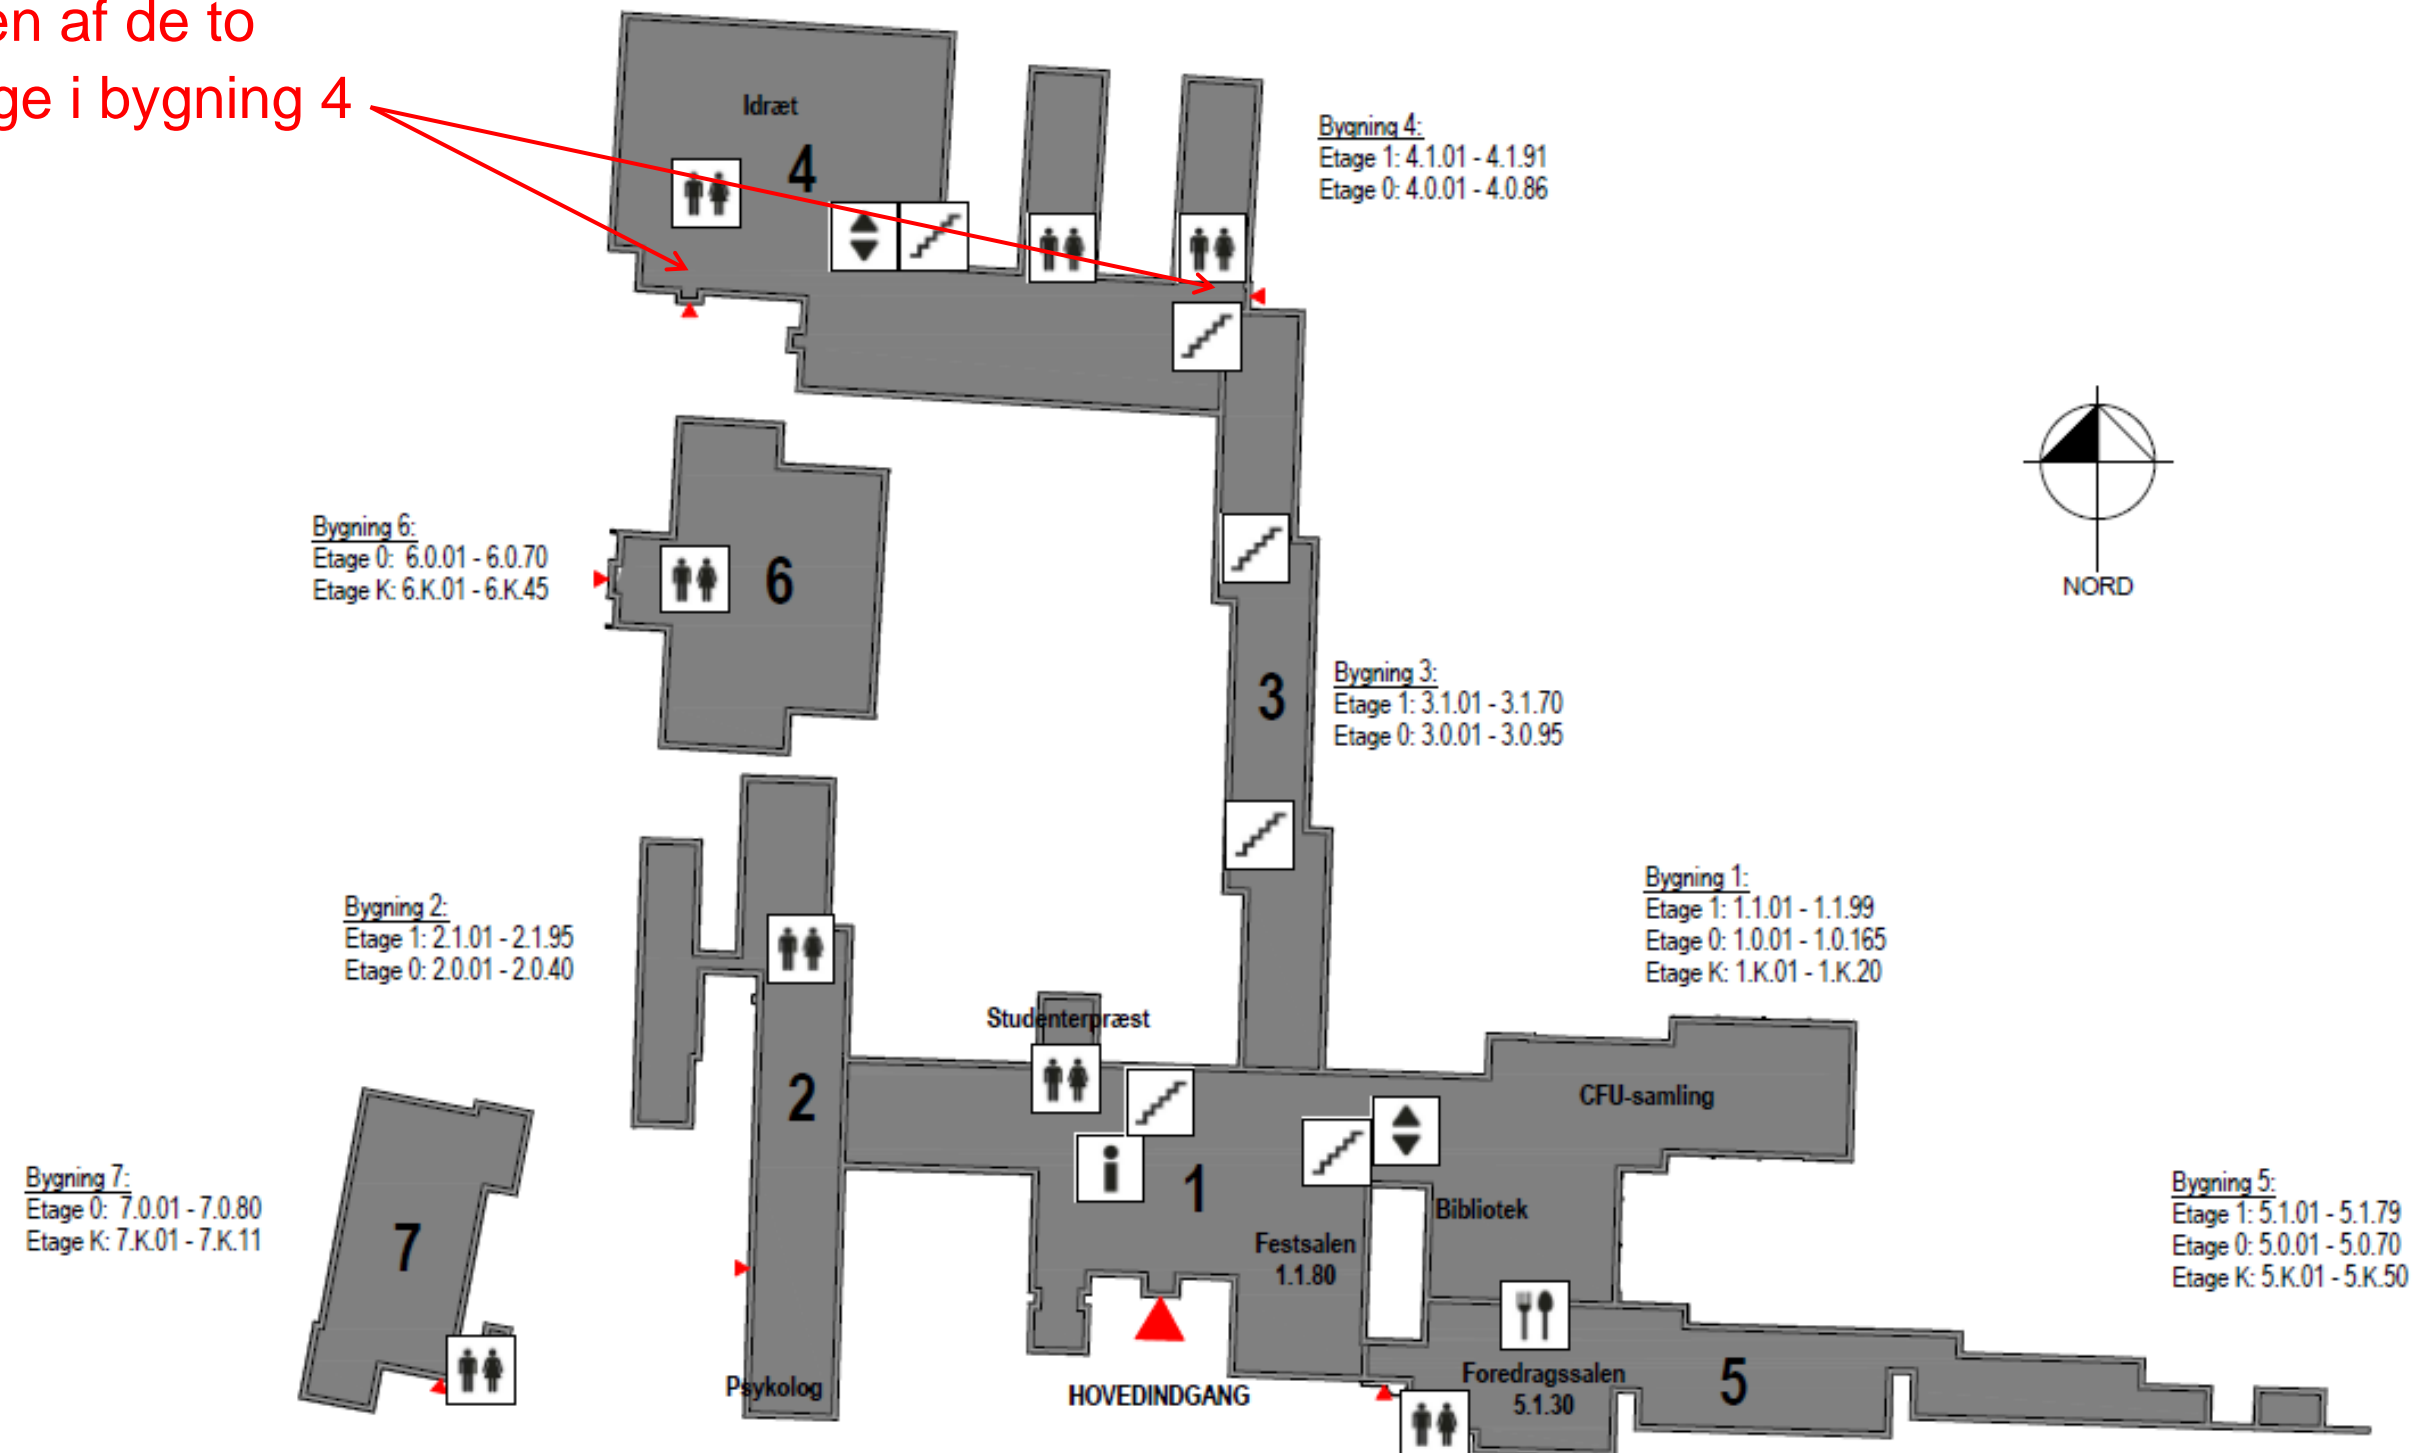 en af de to
ge i bygning 4
Idræt
4
Bygning 4:
Etage 1: 4.1.01 - 4.1.91
Etage 0: 4.0.01 - 4.0.86
NORD
Bygning 6:
Etage 0: 6.0.01 - 6.0.70
Etage K: 6.K.01 - 6.K.45
6
3
Bygning 3:
Etage 1: 3.1.01 - 3.1.70
Etage 0: 3.0.01 - 3.0.95
Bygning 2:
Etage 1: 2.1.01 - 2.1.95
Etage 0: 2.0.01 - 2.0.40
Bygning 1:
Etage 1: 1.1.01 - 1.1.99
Etage 0: 1.0.01 - 1.0.165
Etage K: 1.K.01 - 1.K.20
Studenterpræst
2
CFU-samling
Bygning 7:
Etage 0: 7.0.01 - 7.0.80
Etage K: 7.K.01 - 7.K.11
7
i
1
Bibliotek
Festsalen
1.1.80
Bygning 5:
Etage 1: 5.1.01 - 5.1.79
Etage 0: 5.0.01 - 5.0.70
Etage K: 5.K.01 - 5.K.50
Psykolog
HOVEDINDGANG
Foredragssalen
5.1.30
5